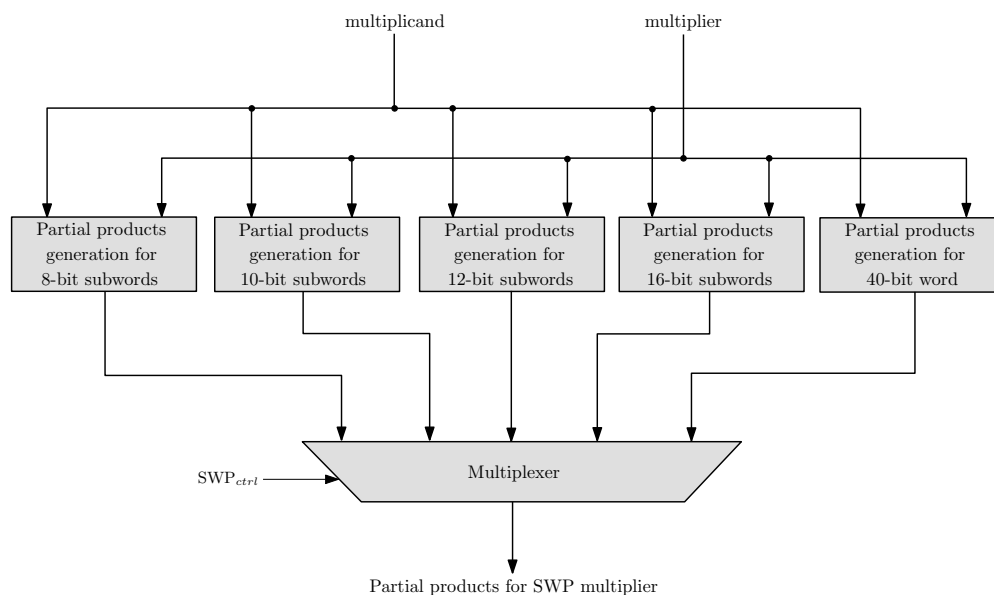 multiplicand
multiplier
Partial products
generation for
8-bit subwords
Partial products
generation for
10-bit subwords
Partial products
generation for
12-bit subwords
Partial products
generation for
16-bit subwords
Partial products
generation for
40-bit word
SWPctrl
Multiplexer
Partial products for SWP multiplier